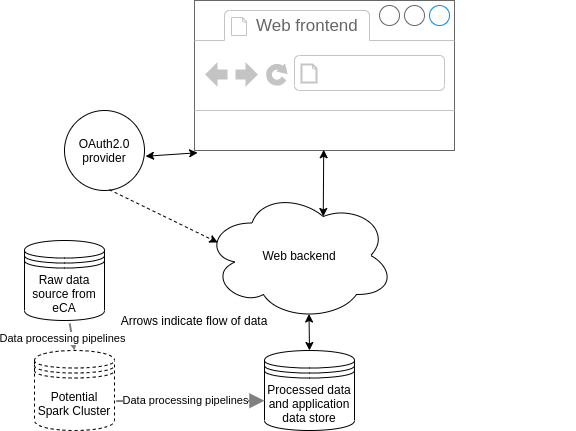 Web frontend
OAuth2.0
provider
Web backend
Raw data
source from
eCA
Arrows indicate flow of data
Data processing pipelines
Potential
Spark Cluster
Data processing pipelines
Processed data
and application
data store